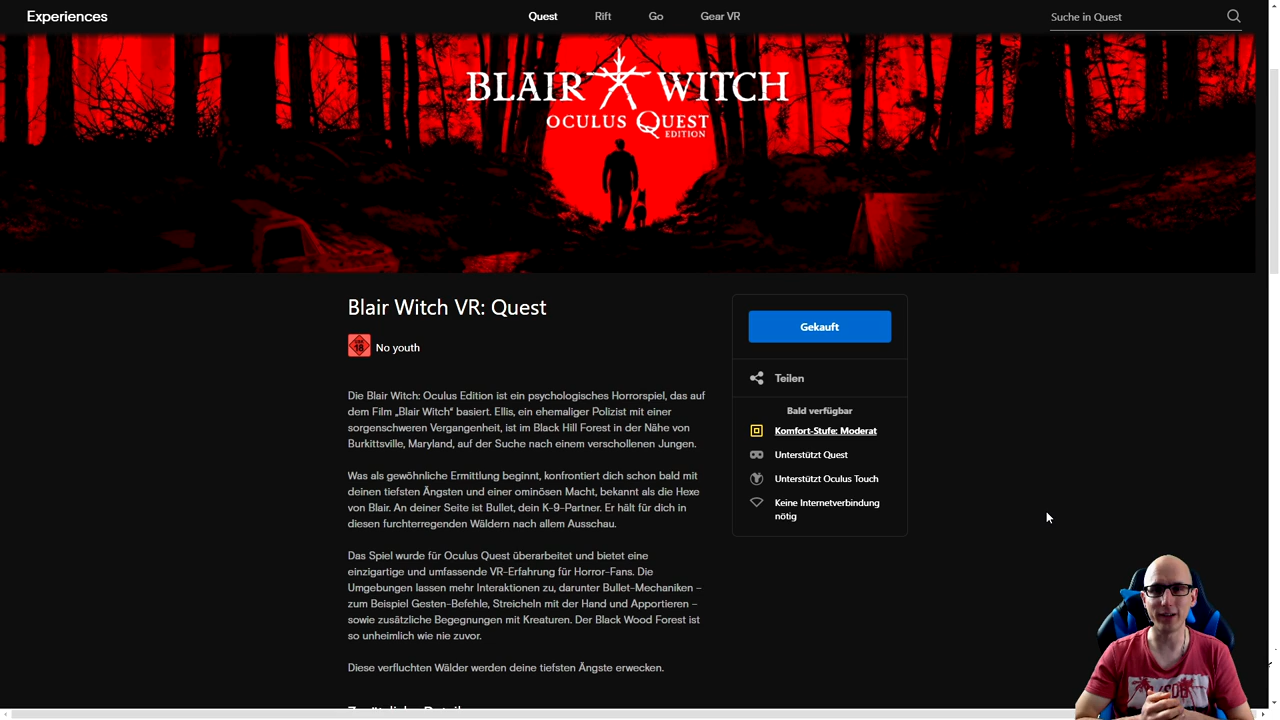 Experiences
Quest Rift Go Gear VR
Suche in Quest
BLAIR WITCH
OCULUS QUEST
EDITION
Blair Witch VR: Quest
18
No youth
Die Blair Witch: Oculus Edition ist ein psychologisches Horrorspiel, das auf
dem Film „Blair Witch“ basiert. Ellis, ein ehemaliger Polizist mit einer
sorgenschweren Vergangenheit, ist im Black Hill Forest in der Nähe von
Burkittsville, Maryland, auf der Suche nach einem verschollenen Jungen.
Was als gewöhnliche Ermittlung beginnt, konfrontiert dich schon bald mit
deinen tiefsten Ängsten und einer ominösen Macht, bekannt als die Hexe
von Blair. An deiner Seite ist Bullet, dein K-9-Partner. Er hält für dich in
diesen furchterregenden Wäldern nach allem Ausschau.
Das Spiel wurde für Oculus Quest überarbeitet und bietet eine
einzigartige und umfassende VR-Erfahrung für Horror-Fans. Die
Umgebungen lassen mehr Interaktionen zu, darunter Bullet-Mechaniken –
zum Beispiel Gesten-Befehle, Streicheln mit der Hand und Apportieren –
sowie zusätzliche Begegnungen mit Kreaturen. Der Black Wood Forest ist
so unheimlich wie nie zuvor.
Diese verfluchten Wälder werden deine tiefsten Ängste erwecken.
Gekauft
Teilen
Bald verfügbar
Komfort-Stufe: Moderat
Unterstützt Quest
Unterstützt Oculus Touch
Keine Internetverbindung
nötig